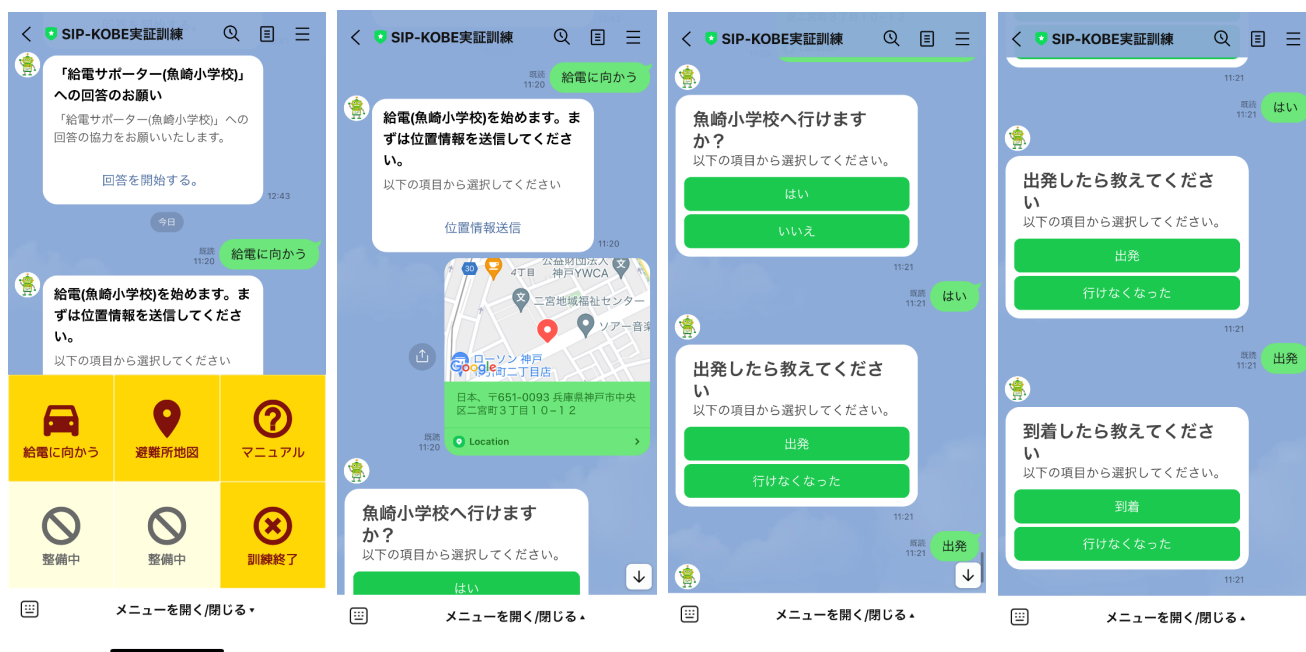 SIP-KOBE実証訓練
「給電サポーター(魚崎小学校)」
への回答のお願い
「給電サポーター(魚崎小学校)」への
回答の協力をお願いいたします。
回答を開始する。
12:43
今日
既読
11:20
給電に向かう
給電(魚崎小学校)を始めます。ま
ずは位置情報を送信してくださ
い。
以下の項目から選択してください
給電に向かう
避難所地図
マニュアル
整備中
整備中
訓練終了
メニューを開く/閉じる▾
SIP-KOBE実証訓練
既読
11:20
給電に向かう
給電(魚崎小学校)を始めます。ま
ずは位置情報を送信してくださ
い。
以下の項目から選択してください
位置情報送信
11:20
30
4丁目
公益財団法人
神戸YWCA
二宮地域福祉センター
ソアー音楽
ローソン 神戸
町二丁目店
Google
日本、〒651-0093 兵庫県神戸市中央
区二宮町3丁目10−12
Location
既読
11:20
魚崎小学校へ行けます
か？
以下の項目から選択してください。
はい
メニューを開く/閉じる▴
SIP-KOBE実証訓練
魚崎小学校へ行けます
か？
以下の項目から選択してください。
はい
いいえ
11:21
既読
11:21
はい
出発したら教えてくださ
い
以下の項目から選択してください。
出発
行けなくなった
11:21
既読
11:21
出発
メニューを開く/閉じる▴
SIP-KOBE実証訓練
11:21
既読
11:21
はい
出発したら教えてくださ
い
以下の項目から選択してください。
出発
行けなくなった
11:21
既読
11:21
出発
到着したら教えてくださ
い
以下の項目から選択してください。
到着
行けなくなった
11:21
メニューを開く/閉じる▴